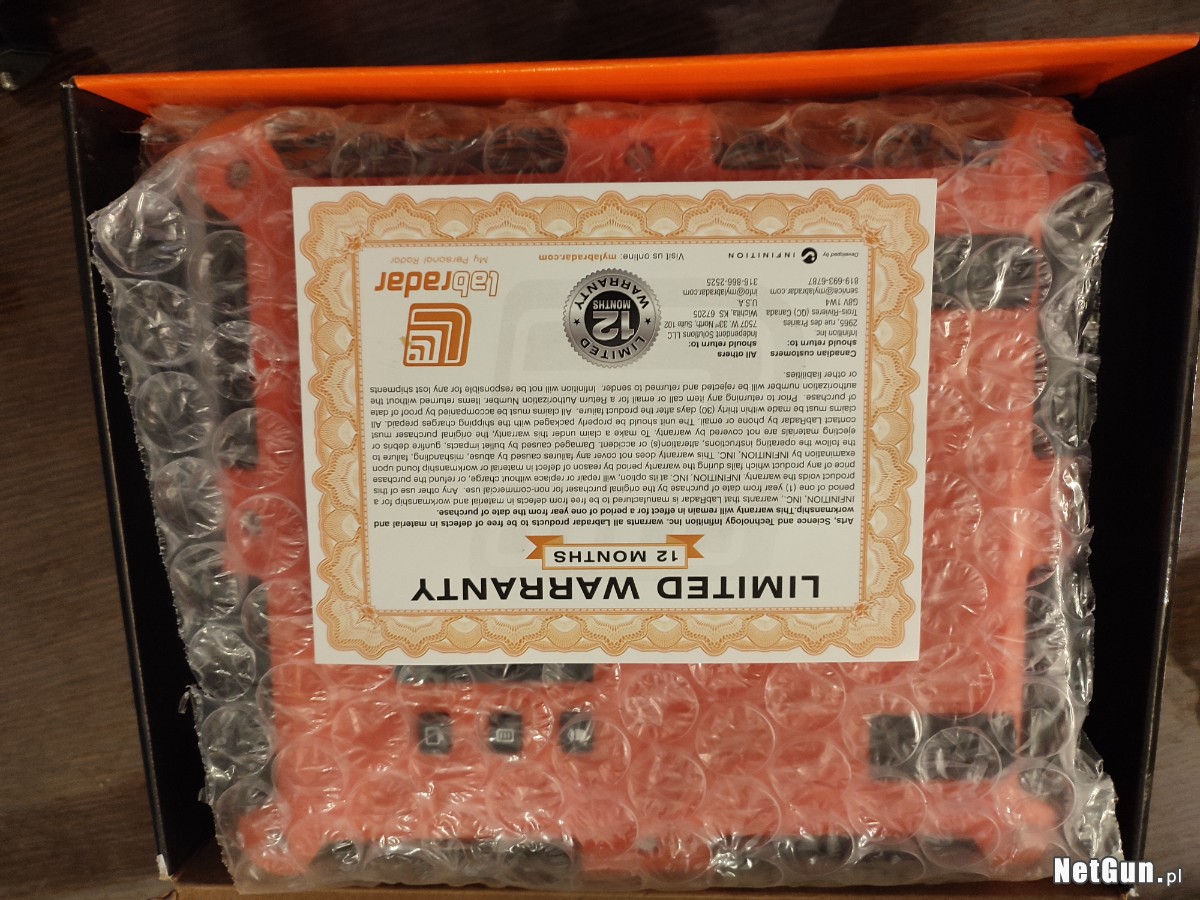 LIMITED WARRANTY
12 MONTHS
Arts, Science and Technology Infinition Inc. warrants all Labradar products to be free of defects in material and
workmanship.This warranty will remain in effect for a period of one year from the date of purchase.
INFINITION, INC., warrants that LabRadar is manufactured to be free from defects in material and workmanship for a
period of one (1) year from date of purchase by the original purchaser for non-commercial use. Any other use of this
product voids the warranty. INFINITION, INC, at its option, will repair or replace without charge, or refund the purchase
price of any product which fails during the warranty period by reason of defect in material or workmanship found upon
examination by INFINITION, INC. This warranty does not cover any failures caused by abuse, mishandling, failure to
the follow the operating instructions, alteration(s) or accident. Damaged caused by bullet impacts, gunfire debris or
ejecting materials are not covered by warranty. To make a claim under this warranty, the original purchaser must
contact LabRadar by phone or email. The unit should be properly packaged with the shipping charges prepaid. All
claims must be made within thirty (30) days after the product failure. All claims must be accompanied by proof of date
of purchase. Prior to returning any item call or email for a Return Authorization Number. Items returned without the
authorization number will be rejected and returned to sender. Infinition will not be responsible for any lost shipments
or other liabilities.
Canadian customers
should return to:
Infinition Inc.
2965, rue des Prairies
Trois-Rivieres (QC) Canada
G8V 1W1
service@mylabradar.com
819-693-6787
All others
should return to:
Independent Solutions LLC
7507 W. 33rd North, Suite 102
Wichita, KS 67205
U.S.A
info@mylabradar.com
316-866-2525
LIMITED
12
MONTHS
WARRANTY
labradar
My Personal Radar
Developed by INFINITION
Visit us online: mylabradar.com
NetGun.pl